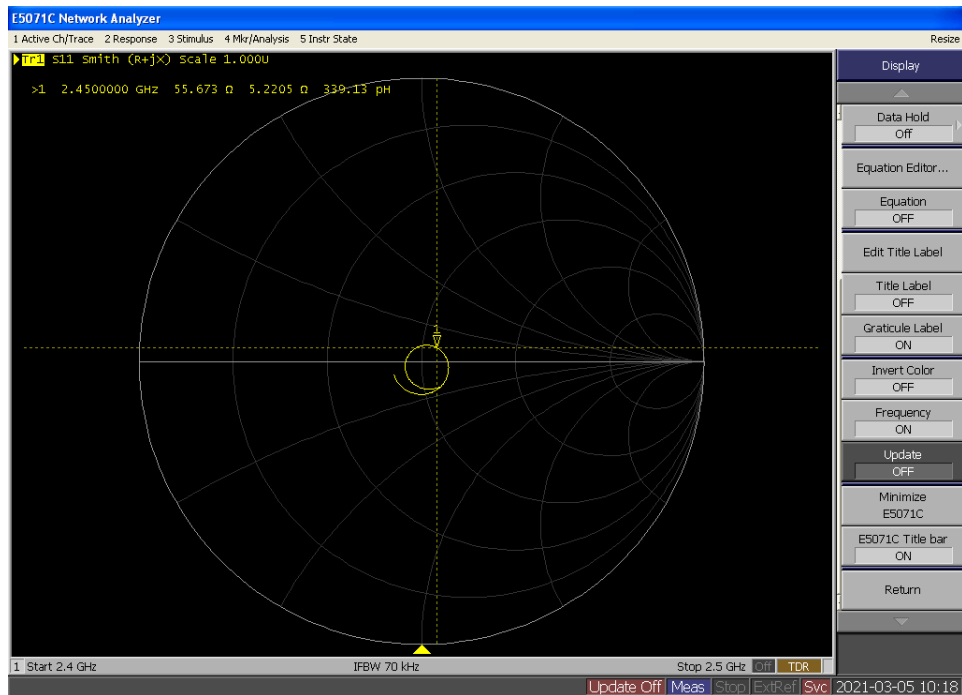 E5071C Network Analyzer
1 Active Ch/Trace 2 Response 3 Stimulus 4 Mkr/Analysis 5 Instr State
Resize
Tr1 S11 Smith (R+jX) Scale 1.000U
>1 2.4500000 GHz 55.673 Ω 5.2205 Ω 339.13 pH
1
Display
Data Hold
Off
Equation Editor...
Equation
OFF
Edit Title Label
Title Label
OFF
Graticule Label
ON
Invert Color
OFF
Frequency
ON
Update
OFF
Minimize
E5071C
E5071C Title bar
ON
Return
1 Start 2.4 GHz
IFBW 70 kHz
Stop 2.5 GHz Off TDR
Update Off Meas Stop ExtRef Svc 2021-03-05 10:18